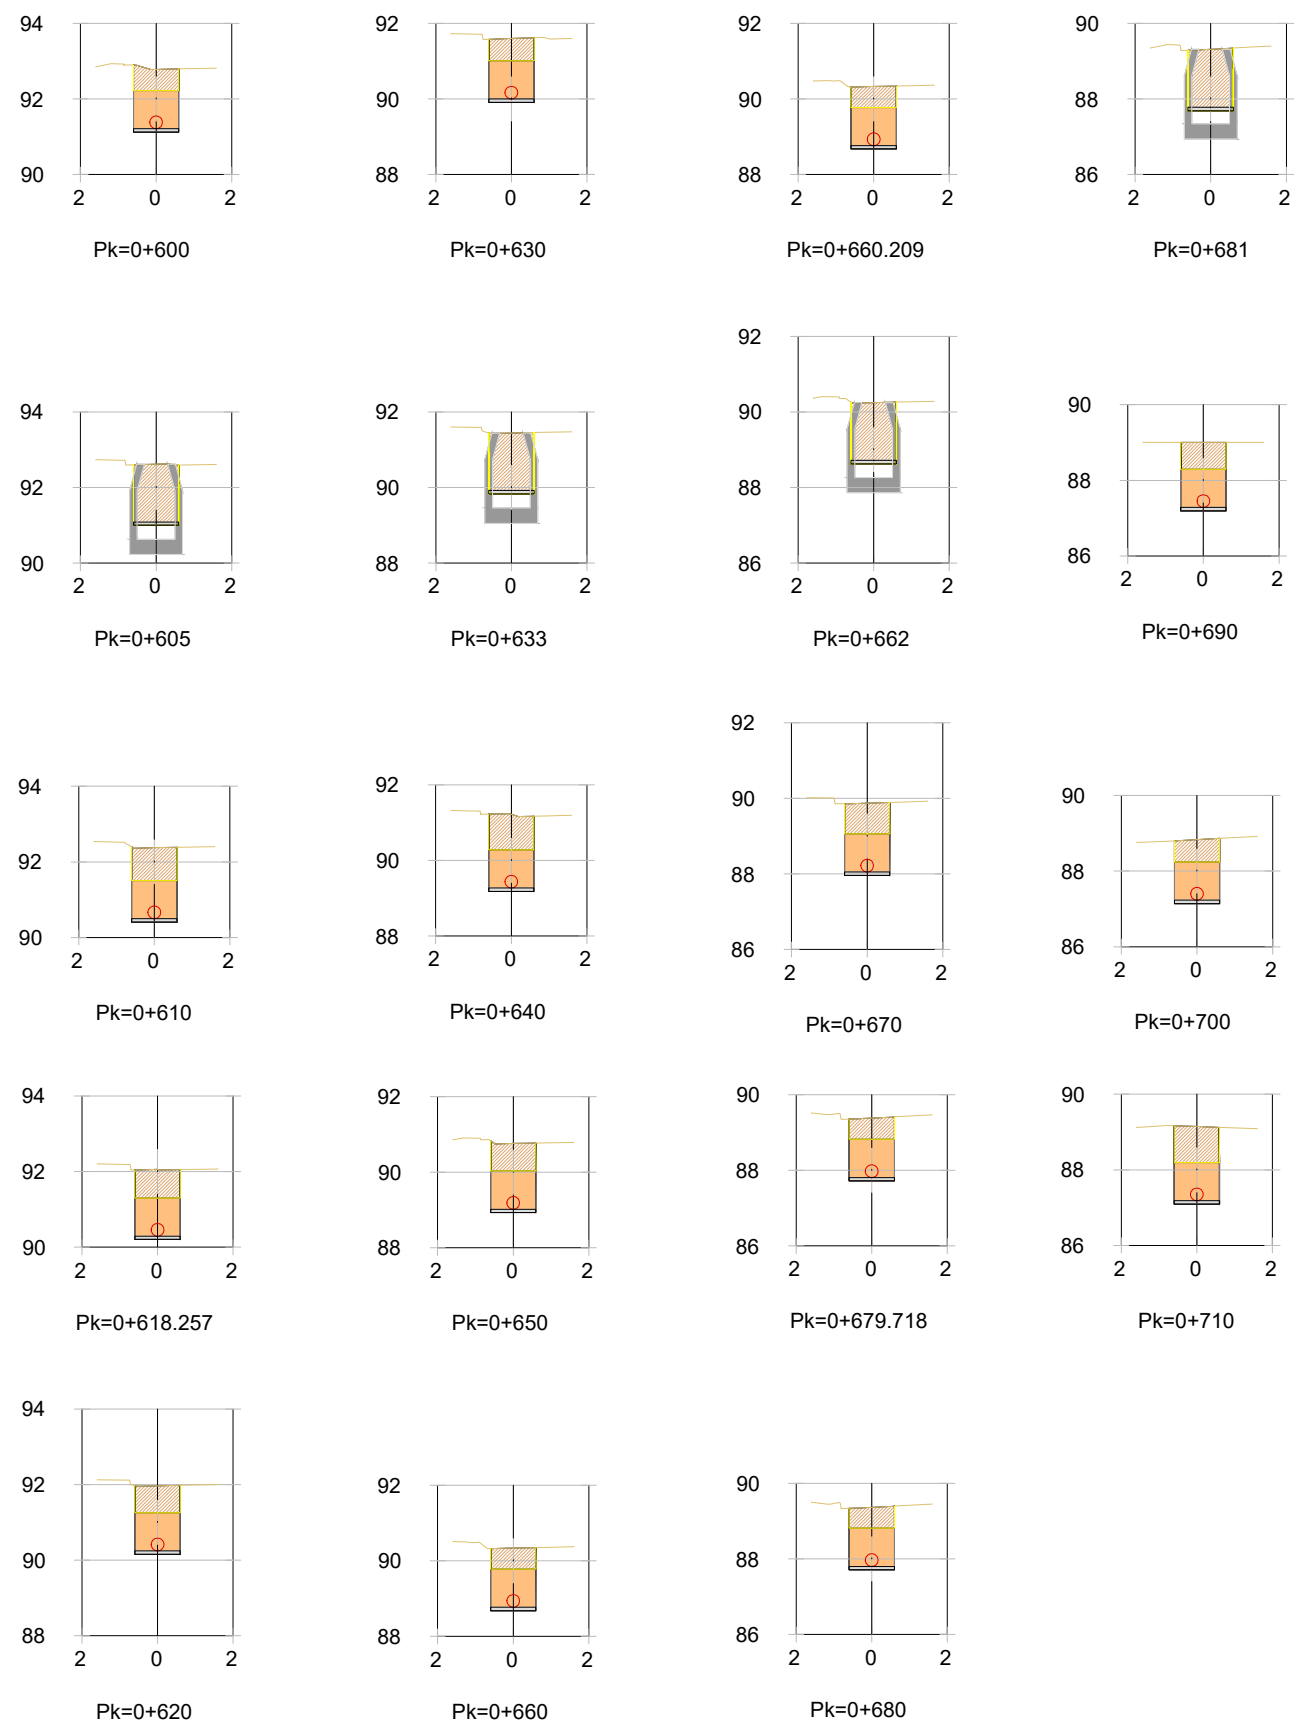 94
92
90
2 0 2
Pk=0+600
92
90
88
2 0 2
Pk=0+630
92
90
88
2 0 2
Pk=0+660.209
90
88
86
2 0 2
Pk=0+681
94
92
90
2 0 2
Pk=0+605
92
90
88
2 0 2
Pk=0+633
92
90
88
86
2 0 2
Pk=0+662
90
88
86
2 0 2
Pk=0+690
94
92
90
2 0 2
Pk=0+610
92
90
88
2 0 2
Pk=0+640
92
90
88
86
2 0 2
Pk=0+670
90
88
86
2 0 2
Pk=0+700
94
92
90
2 0 2
Pk=0+618.257
92
90
88
2 0 2
Pk=0+650
90
88
86
2 0 2
Pk=0+679.718
90
88
86
2 0 2
Pk=0+710
94
92
90
88
2 0 2
Pk=0+620
92
90
88
2 0 2
Pk=0+660
90
88
86
2 0 2
Pk=0+680